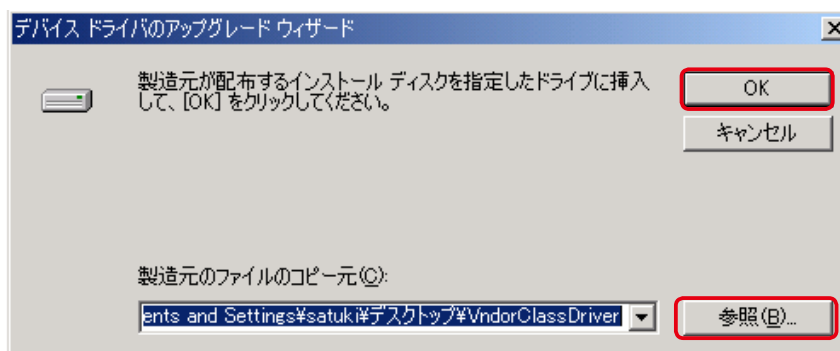 デバイス ドライバのアップグレード ウィザード
製造元が配布するインストール ディスクを指定したドライブに挿入
して、[OK] をクリックしてください。
OK
キャンセル
製造元のファイルのコピー元(C):
ents and Settings¥satuki¥デスクトップ¥VndorClassDriver
参照(B)...